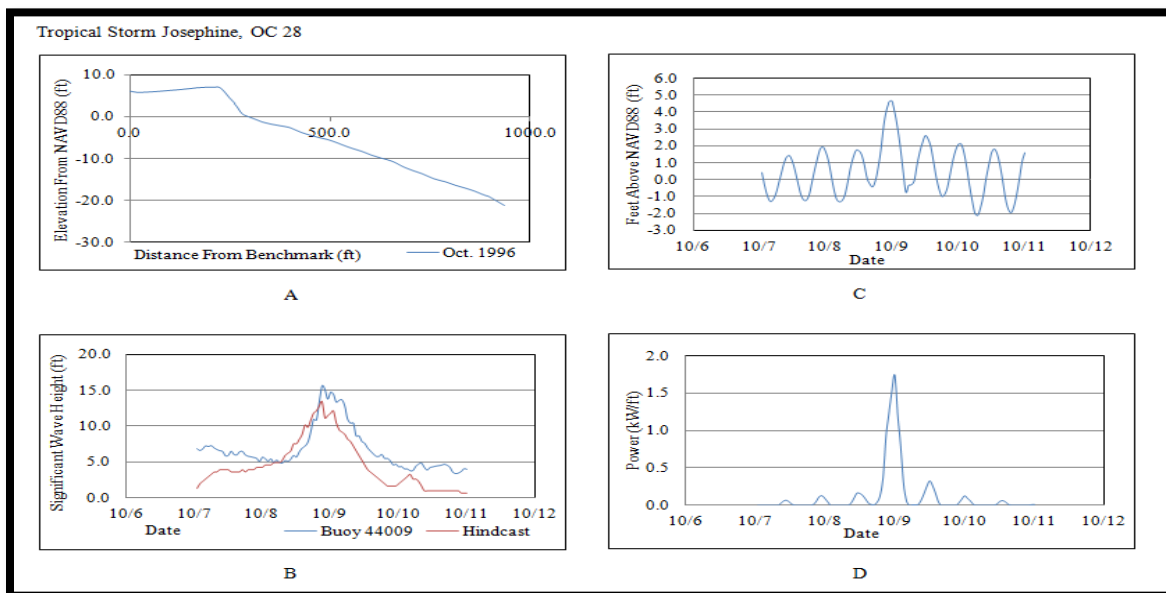 Tropical Storm Josephine, OC 28
Elevation From NAVD88 (ft)
10.0
0.0
-10.0
-20.0
-30.0
0.0
500.0
1000.0
Distance From Benchmark (ft)
Oct. 1996
A
Feet Above NAVD88 (ft)
6.0
5.0
4.0
3.0
2.0
1.0
0.0
-1.0
-2.0
-3.0
10/6 10/7 10/8 10/9 10/10 10/11 10/12
Date
C
Significant Wave Height (ft)
20.0
15.0
10.0
5.0
0.0
10/6 10/7 10/8 10/9 10/10 10/11 10/12
Date
Buoy 44009
Hindcast
B
Power (kW/ft)
2.0
1.5
1.0
0.5
0.0
10/6 10/7 10/8 10/9 10/10 10/11 10/12
Date
D